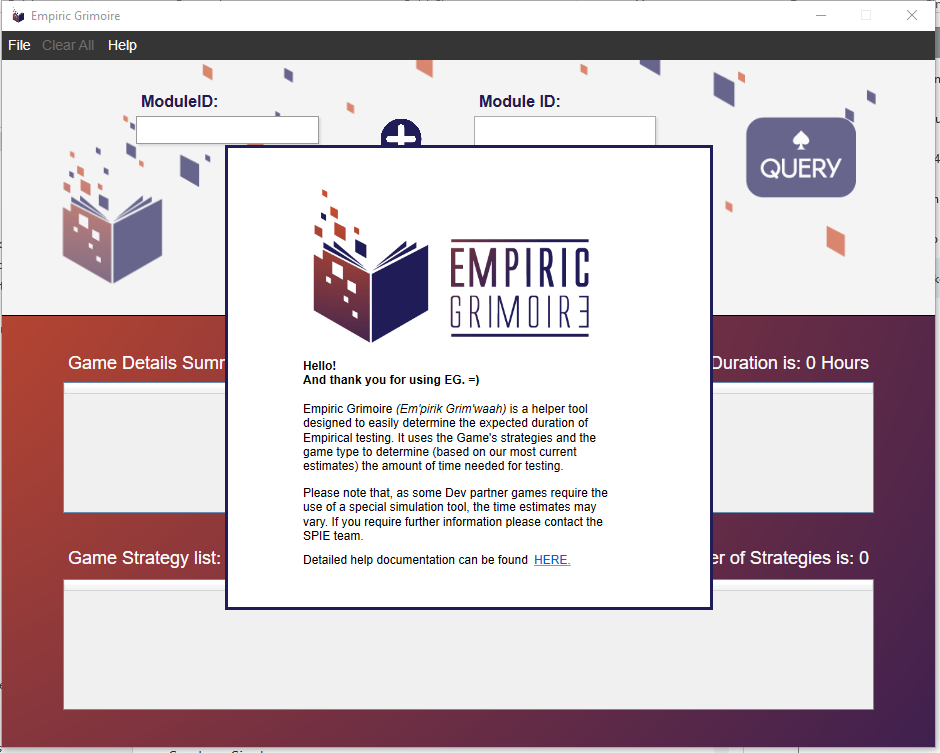 Empiric Grimoire
File Clear All Help
ModuleID:
Module ID:
QUERY
EMPIRIC
GRIMOIRE
Game Details Summ
Duration is: 0 Hours
Hello!
And thank you for using EG. =)
Empiric Grimoire (Em'pirik Grim'waah) is a helper tool
designed to easily determine the expected duration of
Empirical testing. It uses the Game's strategies and the
game type to determine (based on our most current
estimates) the amount of time needed for testing.
Please note that, as some Dev partner games require the
use of a special simulation tool, the time estimates may
vary. If you require further information please contact the
SPIE team.
Detailed help documentation can be found HERE.
Game Strategy list:
er of Strategies is: 0